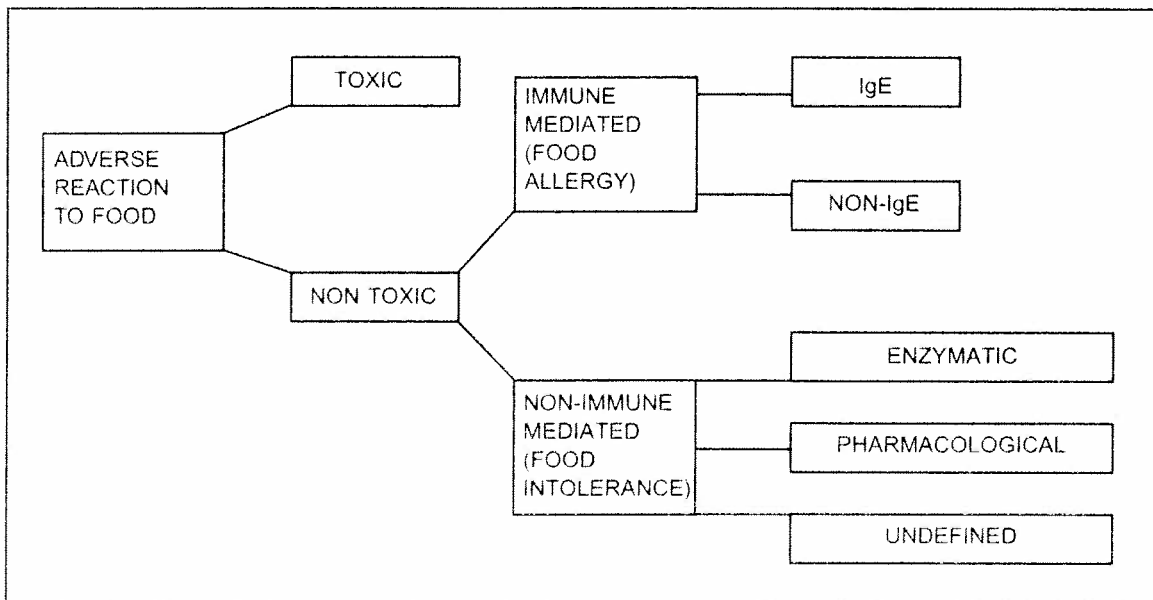 TOXIC
ADVERSE
REACTION
TO FOOD
NON TOXIC
IMMUNE
MEDIATED
(FOOD
ALLERGY)
IgE
NON-IgE
NON-IMMUNE
MEDIATED
(FOOD
INTOLERANCE)
ENZYMATIC
PHARMACOLOGICAL
UNDEFINED